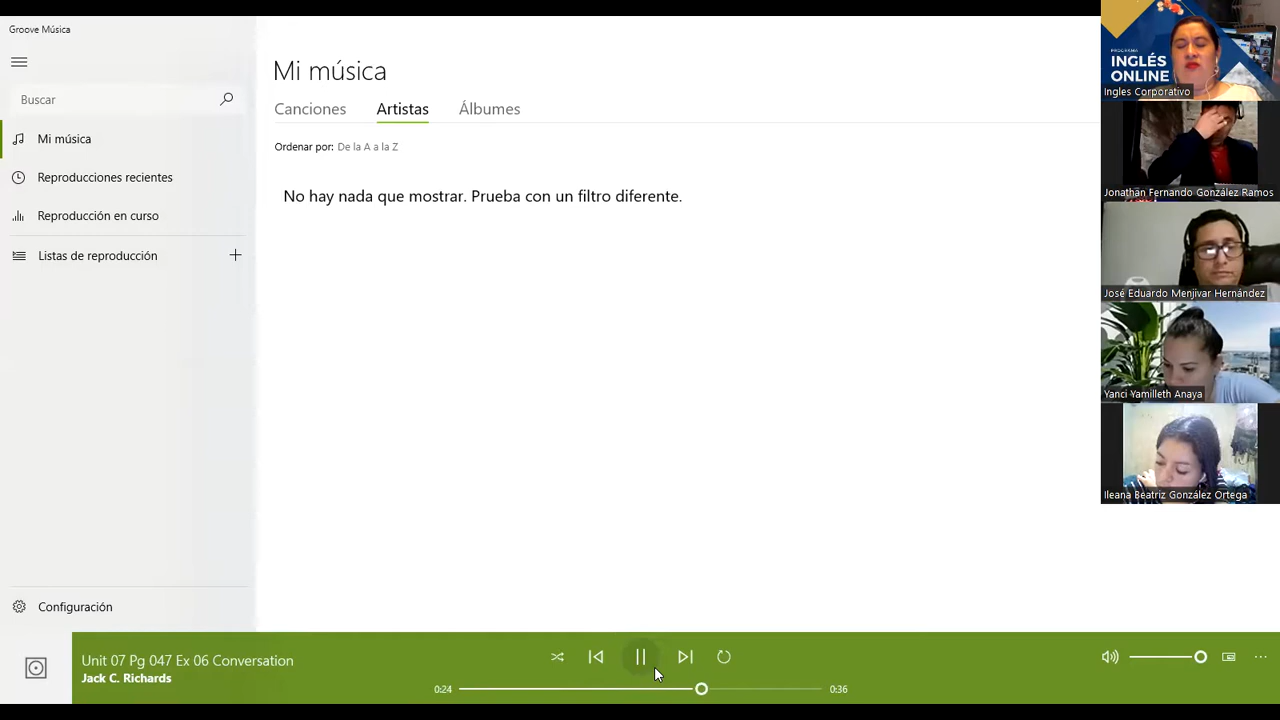 Groove Música
Buscar
Mi música
Reproducciones recientes
Reproducción en curso
Listas de reproducción
Configuración
Mi música
Canciones Artistas Álbumes
Ordenar por: De la A a la Z
No hay nada que mostrar. Prueba con un filtro diferente.
PROGRAMA
INGLÉS
ONLINE
Ingles Corporativo
Jonathan Fernando González Ramos
José Eduardo Menjivar Hernández
Yanci Yamilleth Anaya
Ileana Beatriz González Ortega
Unit 07 Pg 047 Ex 06 Conversation
Jack C. Richards
0:24 0:36